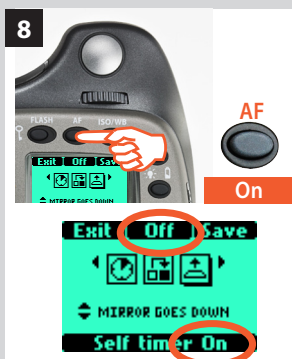 8
FLASH AF ISO/WB
AF
Exit Off Save
MIRROR GOES DOWN
On
Exit Off Save
MIRROR GOES DOWN
Self timer On